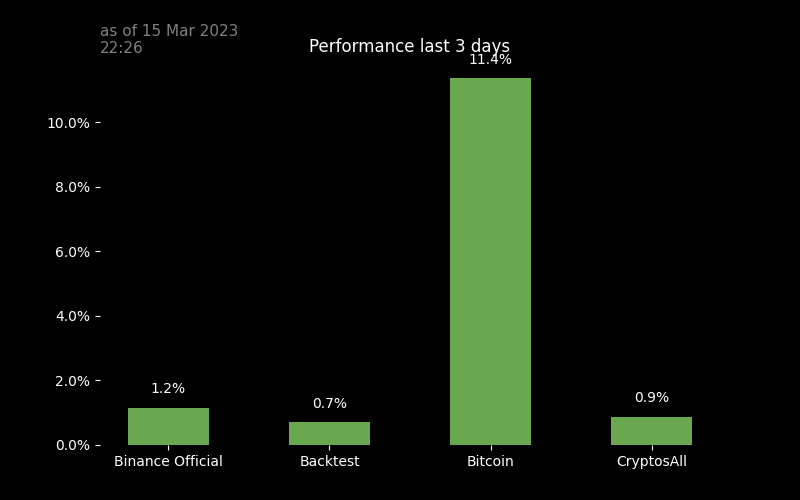 as of 15 Mar 2023
22:26
Performance last 3 days
11.4%
10.0%
8.0%
6.0%
4.0%
2.0%
0.0%
1.2%
0.7%
0.9%
Binance Official
Backtest
Bitcoin
CryptosAll